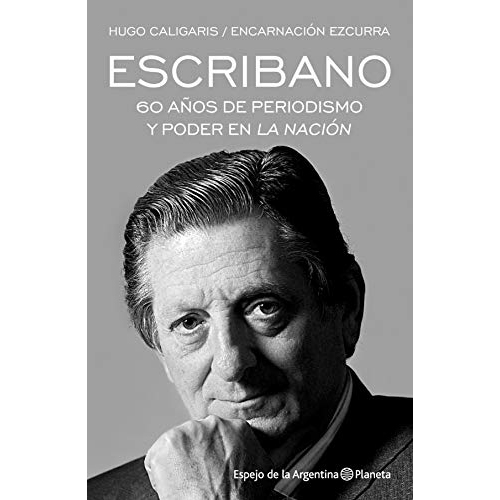 HUGO CALIGARIS / ENCARNACIÓN EZCURRA
ESCRIBANO
60 AÑOS DE PERIODISMO
Y PODER EN LA NACIÓN
Espejo de la Argentina Planeta